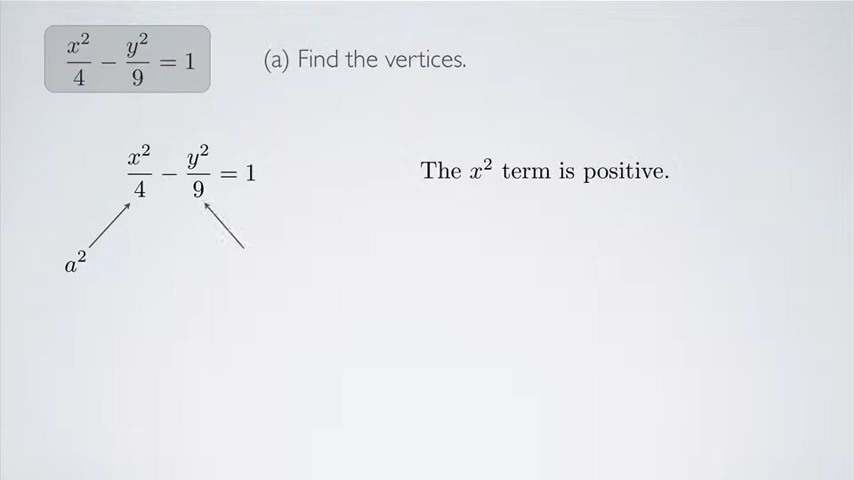 x²/4 − y²/9 = 1 (a) Find the vertices.
x²/4 − y²/9 = 1 The x² term is positive.
a²